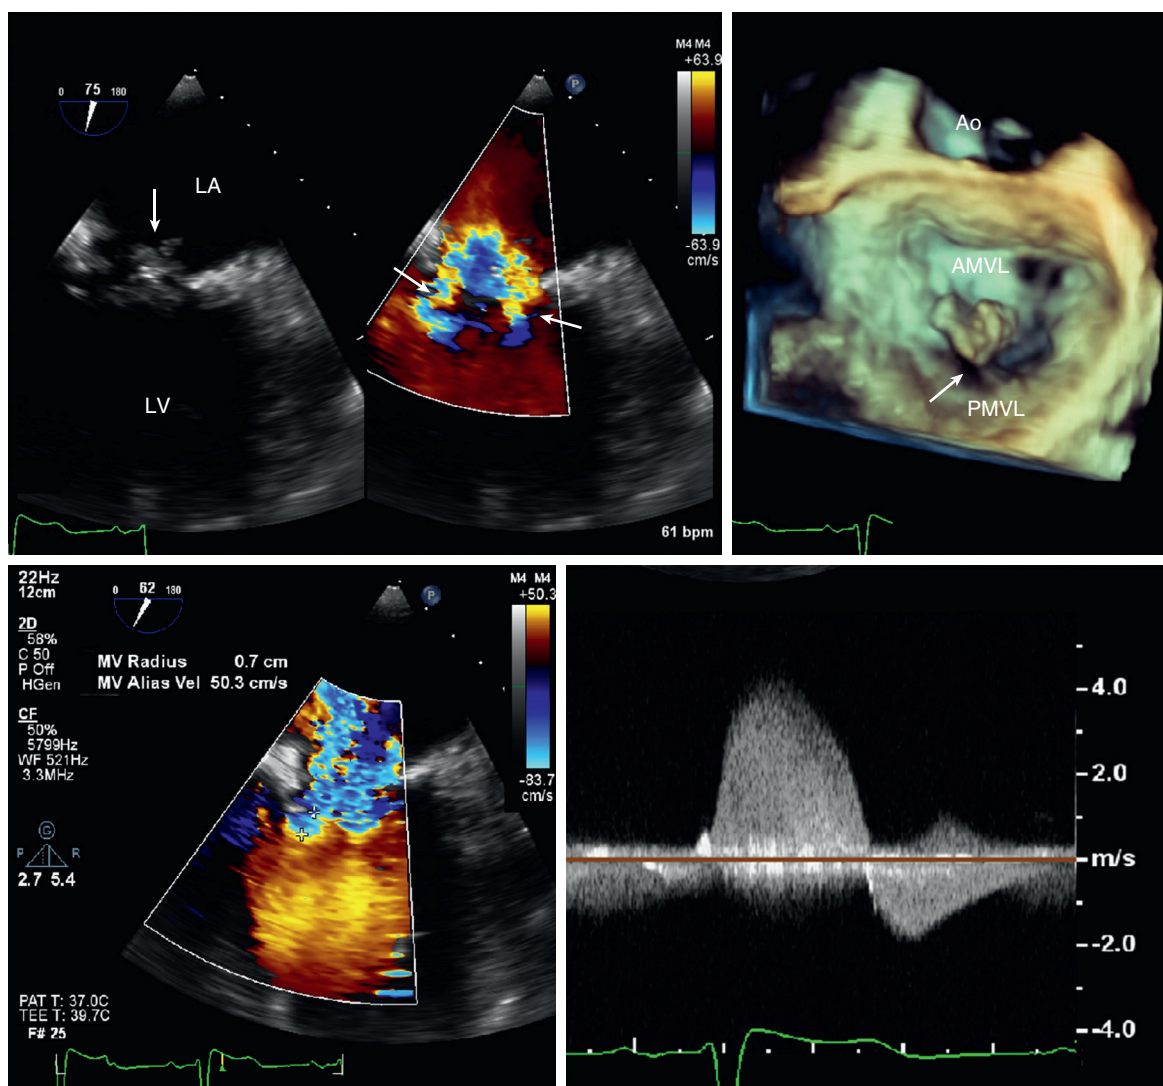 0 75 180
LA
LV
P
M4 M4
+63.9
-63.9
cm/s
61 bpm
Ao
AMVL
PMVL
22Hz
12cm
2D
58%
C 50
P Off
HGen
CF
50%
5799Hz
WF 521Hz
3.3MHz
0 62 180
MV Radius 0.7 cm
MV Alias Vel 50.3 cm/s
P
M4 M4
+50.3
-83.7
cm/s
G
P R
2.7 5.4
PAT T: 37.0C
TEE T: 39.7C
F# 25
4.0
2.0
m/s
-2.0
-4.0